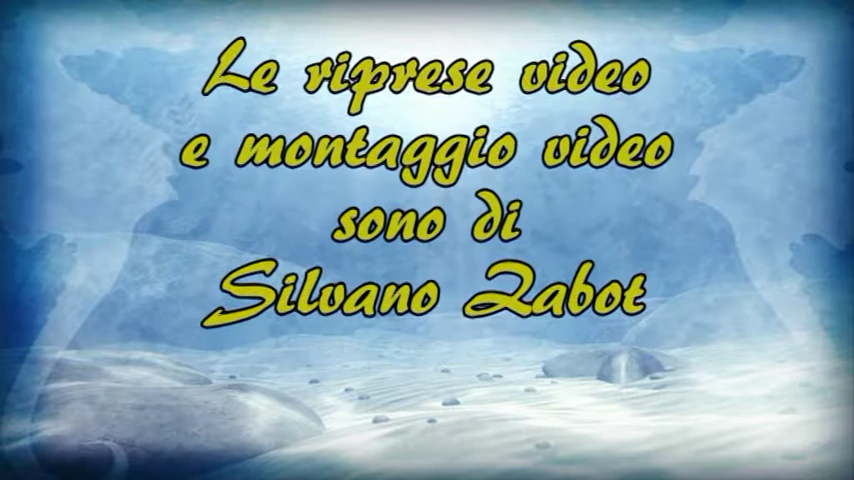 Le riprese video
e montaggio video
sono di
Silvano Zabot